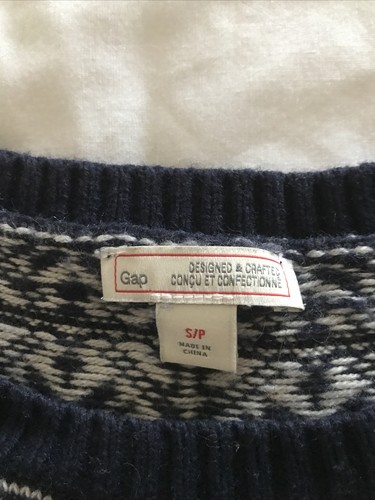 Gap
DESIGNED & CRAFTED
CONÇU ET CONFECTIONNÉ
S/P
MADE IN
CHINA